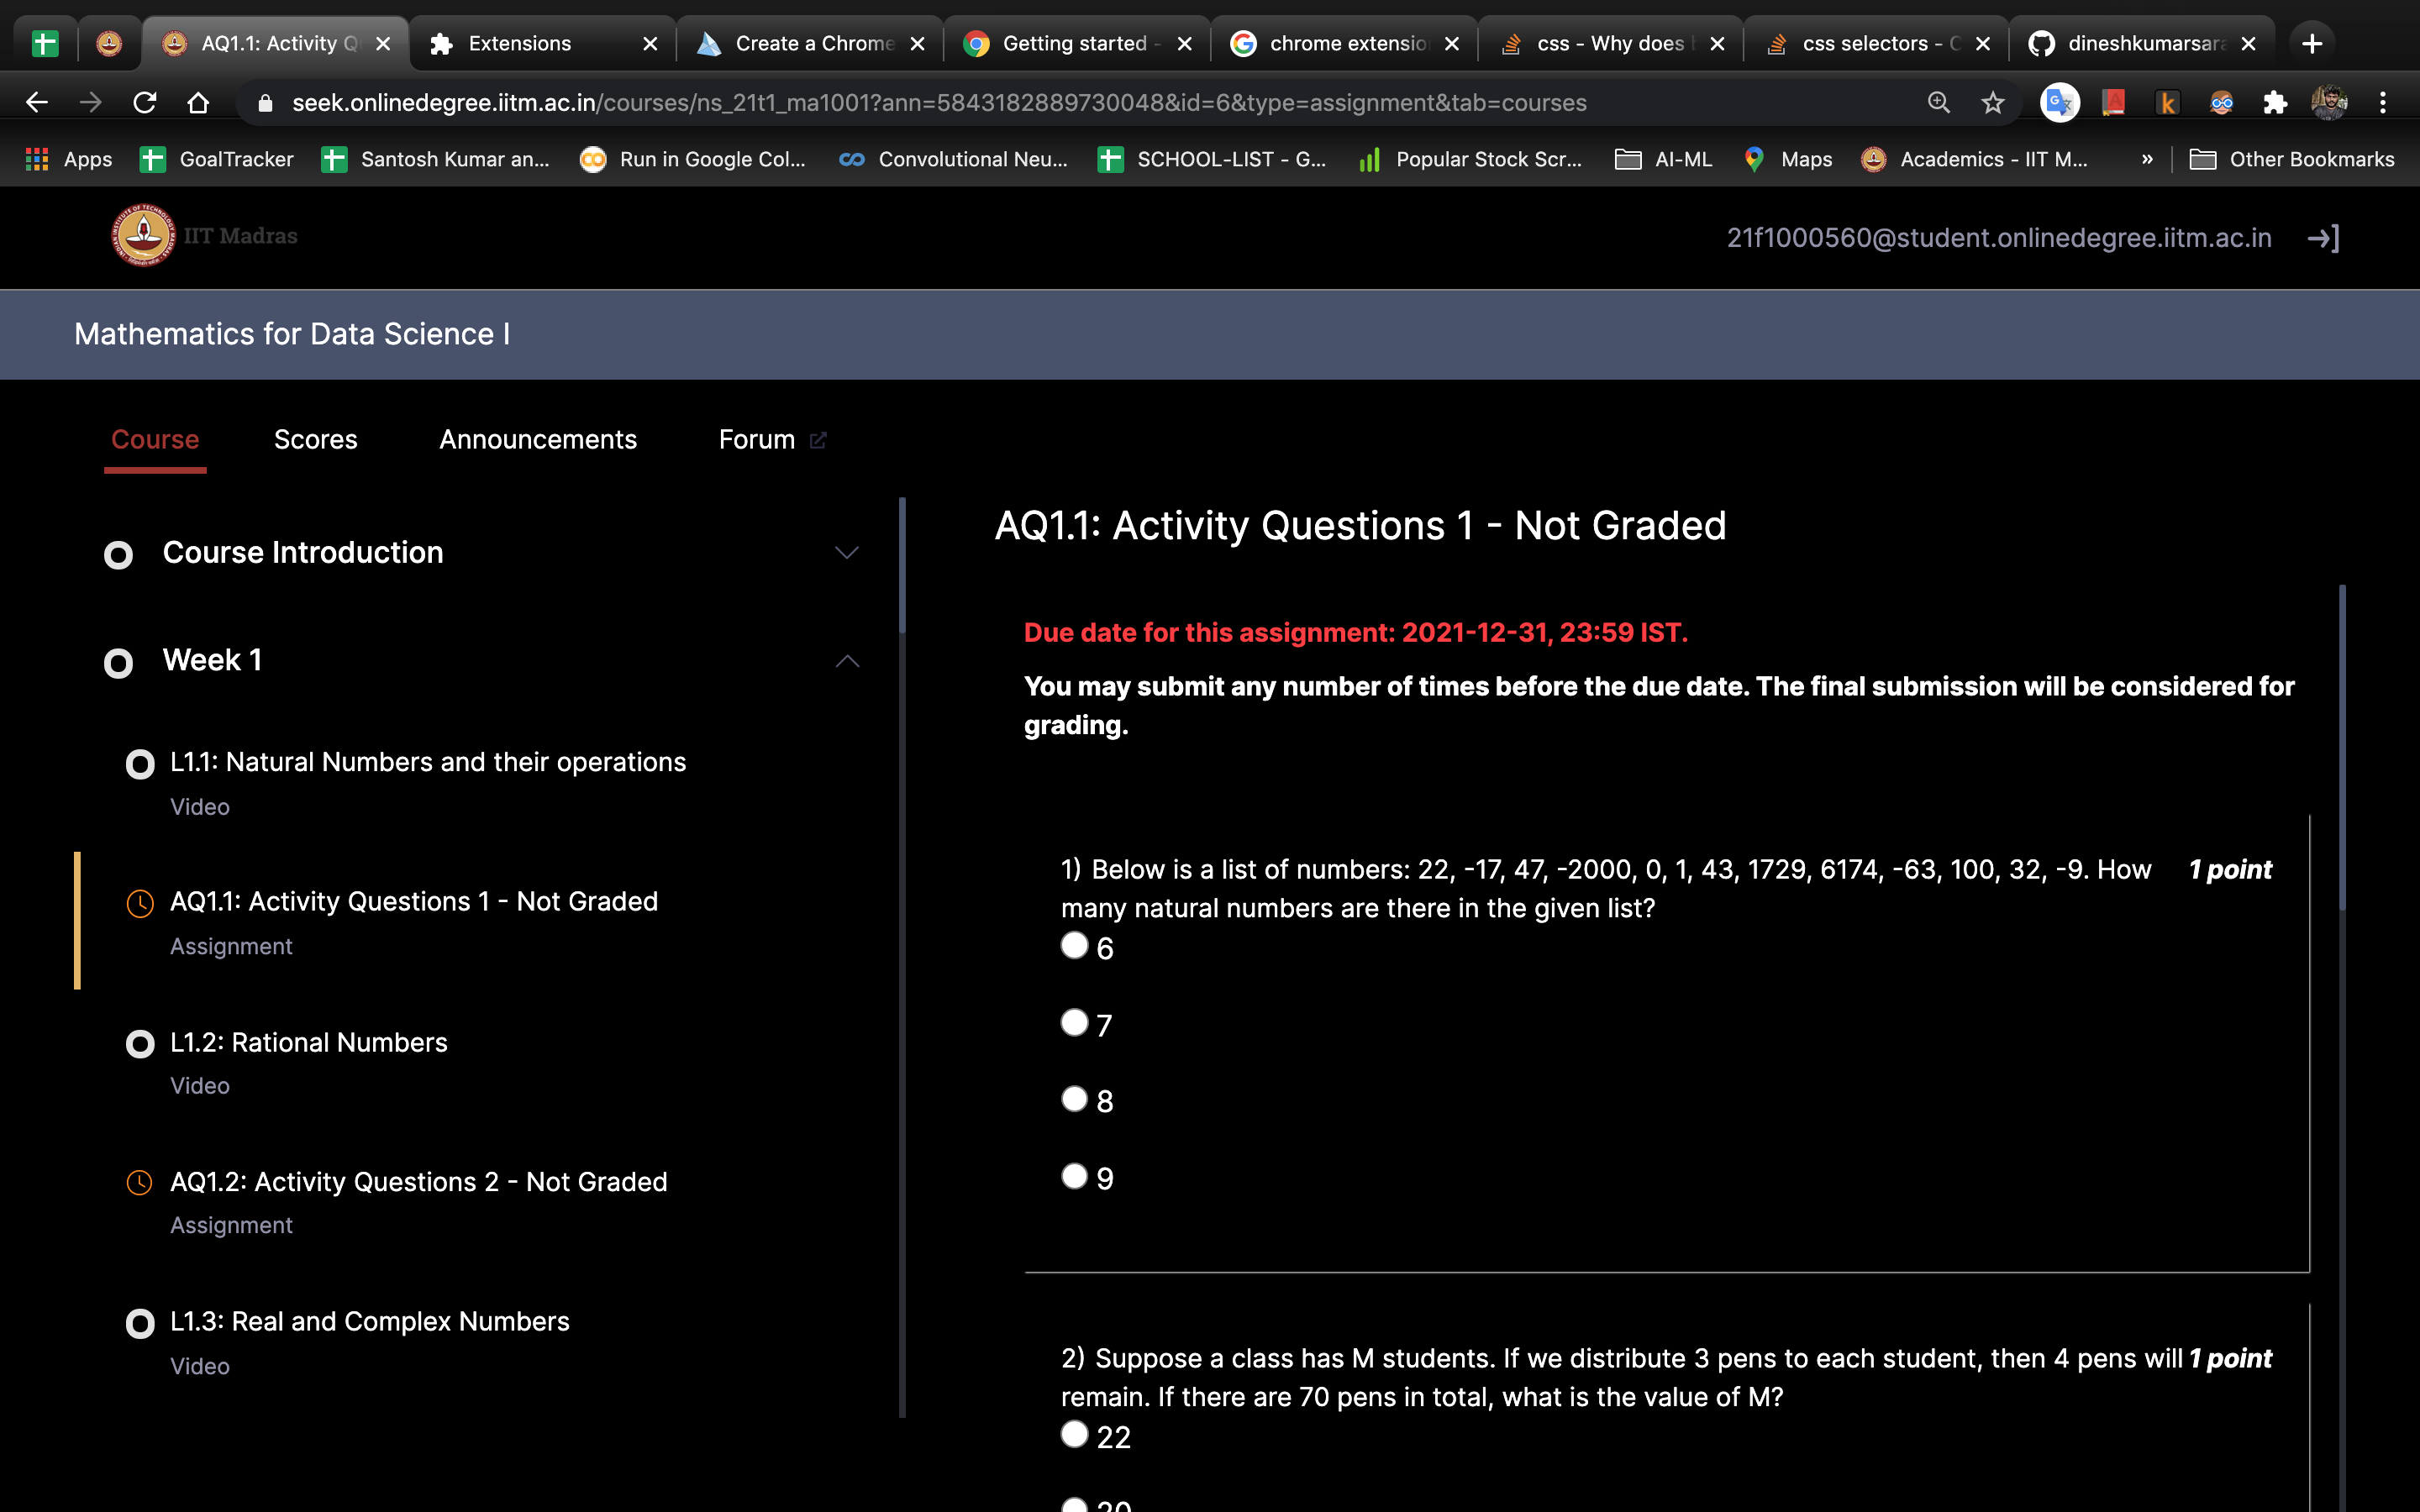 AQ1.1: Activity Q
Extensions
Create a Chrome
Getting started -
chrome extensio
css - Why does
css selectors - C
dineshkumarsara
seek.onlinedegree.iitm.ac.in/courses/ns_21t1_ma1001?ann=5843182889730048&id=6&type=assignment&tab=courses
Apps
GoalTracker
Santosh Kumar an...
Run in Google Col...
Convolutional Neu...
SCHOOL-LIST - G...
Popular Stock Scr...
AI-ML
Maps
Academics - IIT M...
»
Other Bookmarks
IIT Madras
21f1000560@student.onlinedegree.iitm.ac.in
Mathematics for Data Science I
Course
Scores
Announcements
Forum
Course Introduction
Week 1
L1.1: Natural Numbers and their operations
Video
AQ1.1: Activity Questions 1 - Not Graded
Assignment
L1.2: Rational Numbers
Video
AQ1.2: Activity Questions 2 - Not Graded
Assignment
L1.3: Real and Complex Numbers
Video
AQ1.1: Activity Questions 1 - Not Graded
Due date for this assignment: 2021-12-31, 23:59 IST.
You may submit any number of times before the due date. The final submission will be considered for
grading.
1) Below is a list of numbers: 22, -17, 47, -2000, 0, 1, 43, 1729, 6174, -63, 100, 32, -9. How 1 point
many natural numbers are there in the given list?
6
7
8
9
2) Suppose a class has M students. If we distribute 3 pens to each student, then 4 pens will 1 point
remain. If there are 70 pens in total, what is the value of M?
22